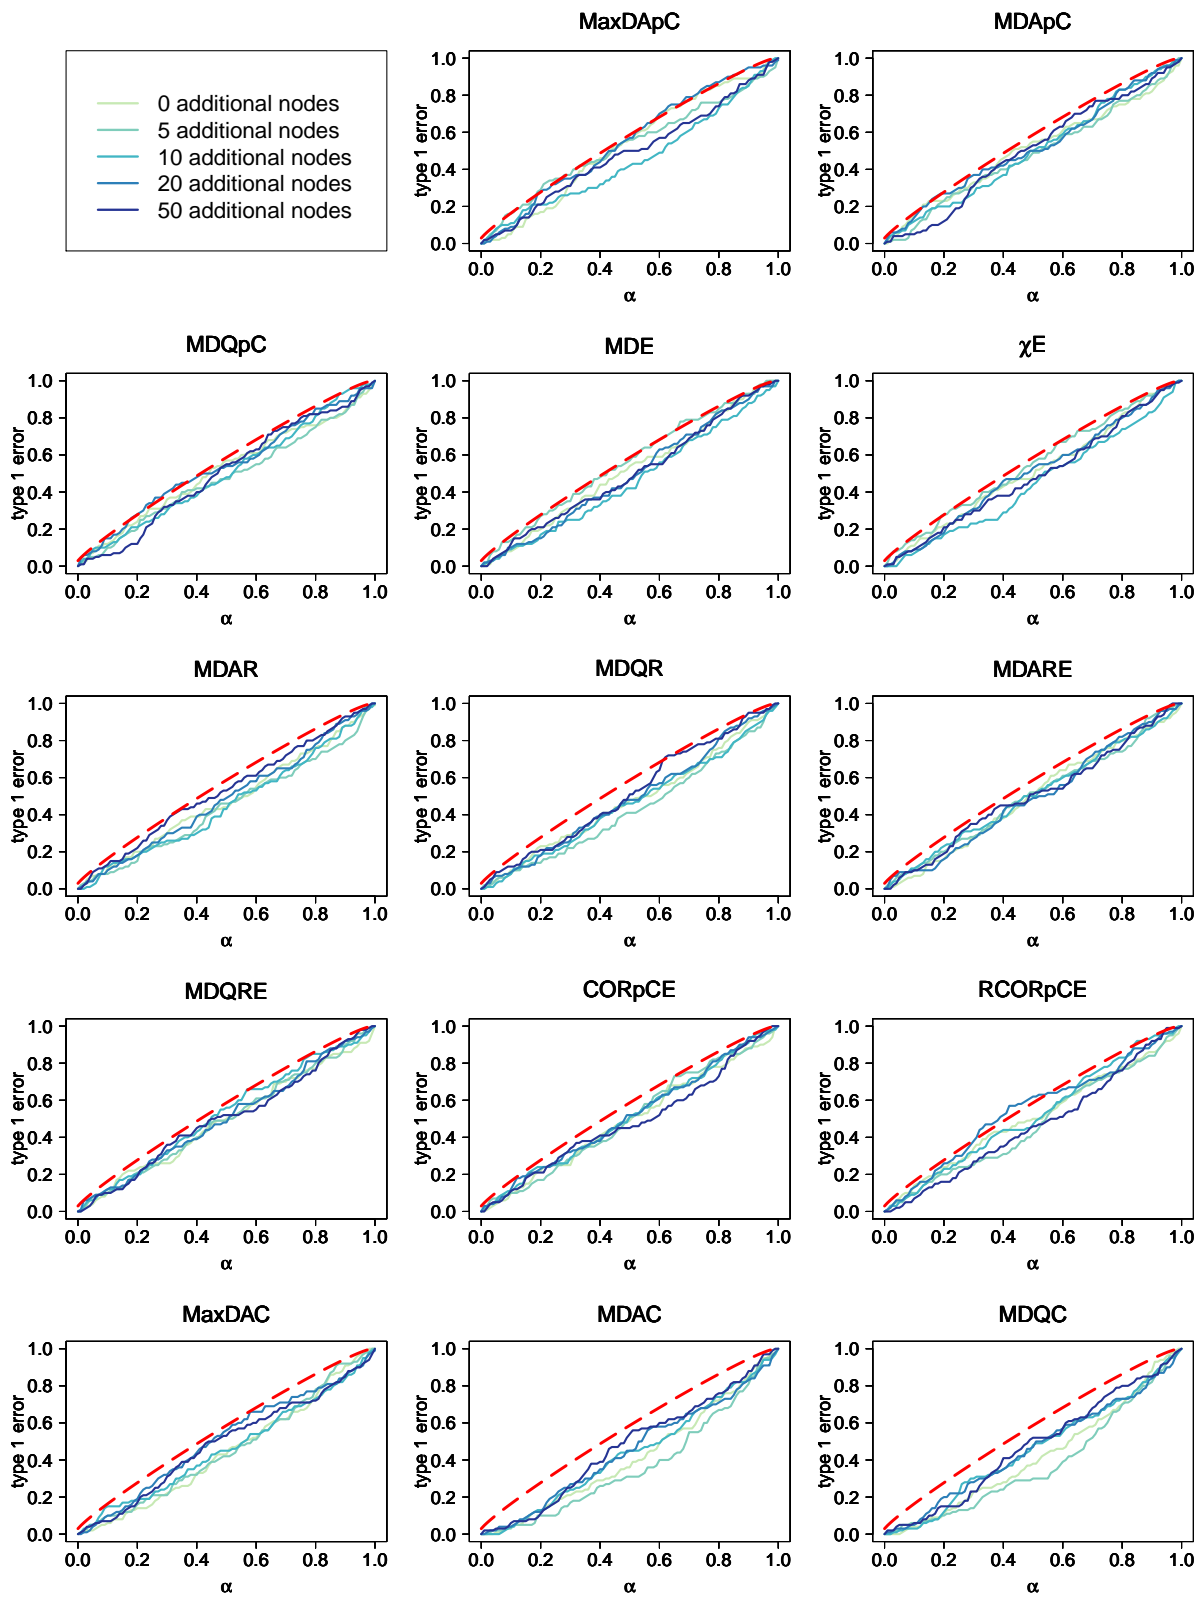 MaxDApC
MDApC
0 additional nodes
5 additional nodes
10 additional nodes
20 additional nodes
50 additional nodes
type 1 error
1.0
0.8
0.6
0.4
0.2
0.0
0.0 0.2 0.4 0.6 0.8 1.0
α
type 1 error
1.0
0.8
0.6
0.4
0.2
0.0
0.0 0.2 0.4 0.6 0.8 1.0
α
MDQpC
type 1 error
1.0
0.8
0.6
0.4
0.2
0.0
0.0 0.2 0.4 0.6 0.8 1.0
α
MDE
type 1 error
1.0
0.8
0.6
0.4
0.2
0.0
0.0 0.2 0.4 0.6 0.8 1.0
α
χE
type 1 error
1.0
0.8
0.6
0.4
0.2
0.0
0.0 0.2 0.4 0.6 0.8 1.0
α
MDAR
type 1 error
1.0
0.8
0.6
0.4
0.2
0.0
0.0 0.2 0.4 0.6 0.8 1.0
α
MDQR
type 1 error
1.0
0.8
0.6
0.4
0.2
0.0
0.0 0.2 0.4 0.6 0.8 1.0
α
MDARE
type 1 error
1.0
0.8
0.6
0.4
0.2
0.0
0.0 0.2 0.4 0.6 0.8 1.0
α
MDQRE
type 1 error
1.0
0.8
0.6
0.4
0.2
0.0
0.0 0.2 0.4 0.6 0.8 1.0
α
CORpCE
type 1 error
1.0
0.8
0.6
0.4
0.2
0.0
0.0 0.2 0.4 0.6 0.8 1.0
α
RCORpCE
type 1 error
1.0
0.8
0.6
0.4
0.2
0.0
0.0 0.2 0.4 0.6 0.8 1.0
α
MaxDAC
type 1 error
1.0
0.8
0.6
0.4
0.2
0.0
0.0 0.2 0.4 0.6 0.8 1.0
α
MDAC
type 1 error
1.0
0.8
0.6
0.4
0.2
0.0
0.0 0.2 0.4 0.6 0.8 1.0
α
MDQC
type 1 error
1.0
0.8
0.6
0.4
0.2
0.0
0.0 0.2 0.4 0.6 0.8 1.0
α